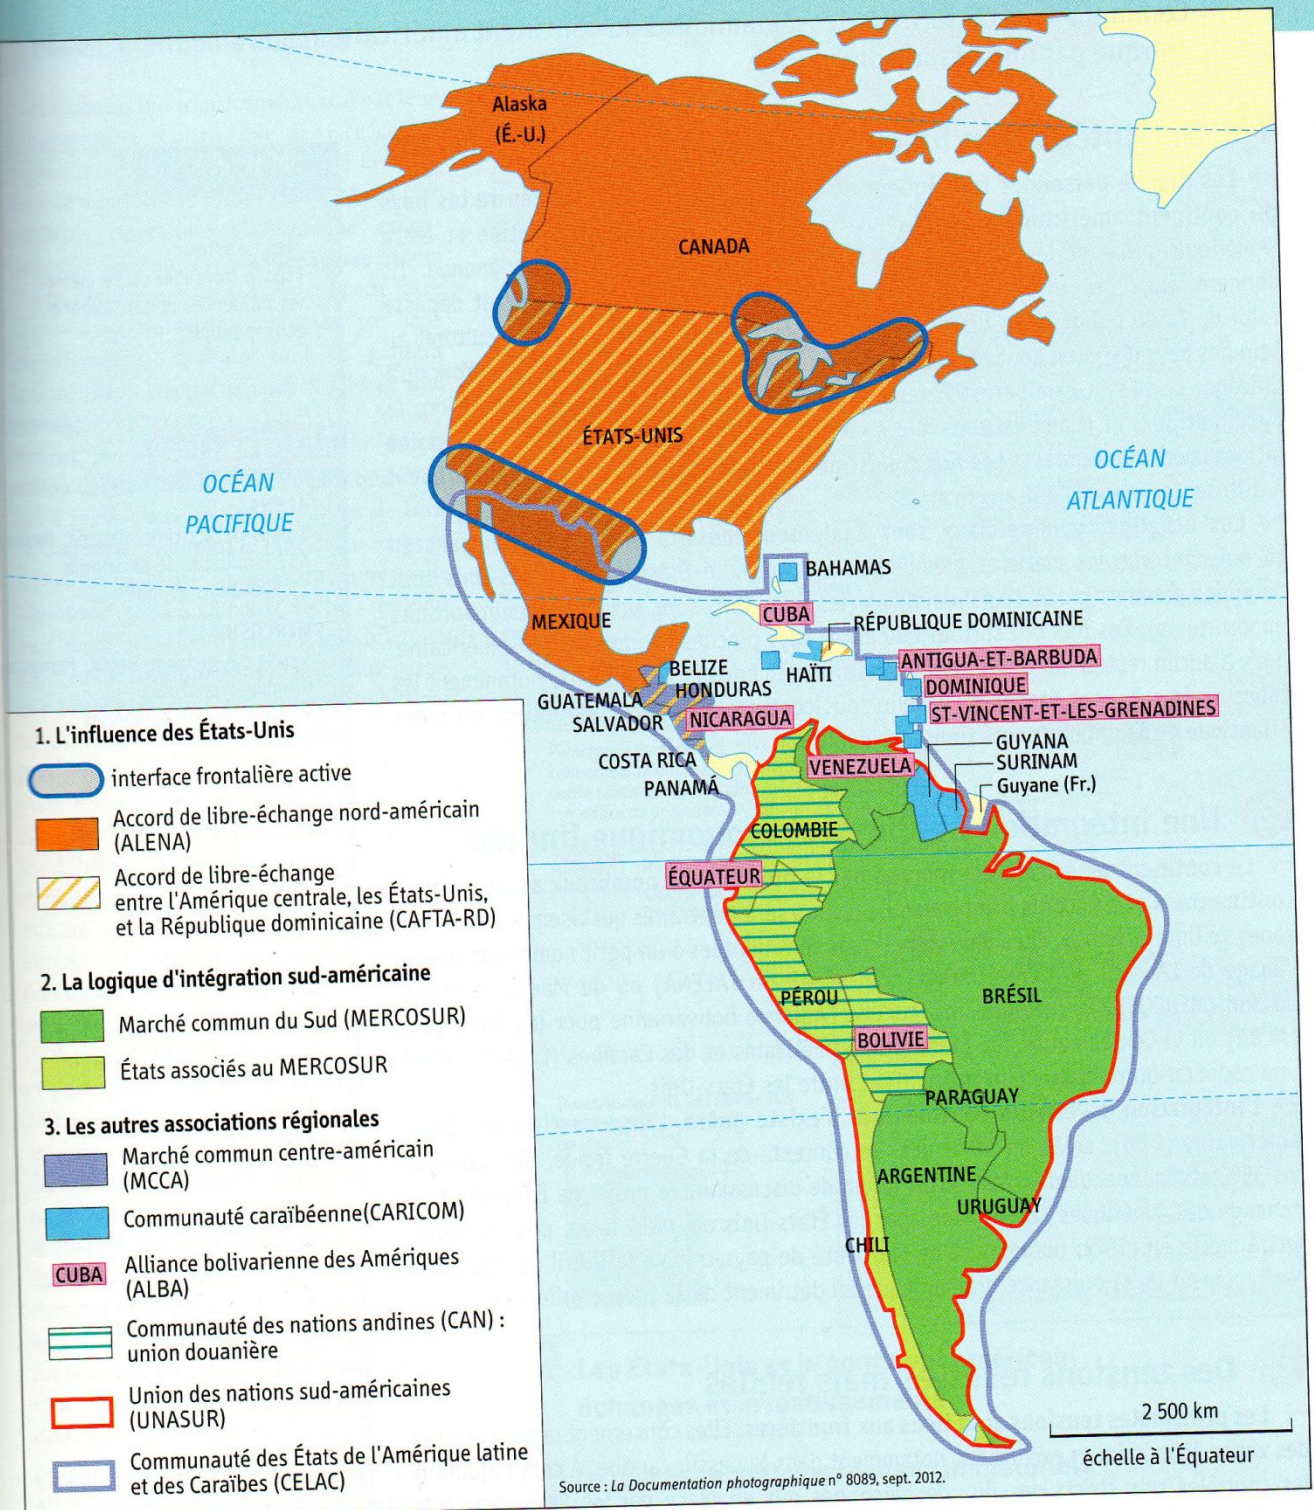 Alaska
(É.-U.)
CANADA
ÉTATS-UNIS
OCÉAN
PACIFIQUE
OCÉAN
ATLANTIQUE
MEXIQUE
BAHAMAS
CUBA
RÉPUBLIQUE DOMINICAINE
HAÏTI
ANTIGUA-ET-BARBUDA
DOMINIQUE
ST-VINCENT-ET-LES-GRENADINES
BELIZE
HONDURAS
GUATEMALA
SALVADOR
NICARAGUA
COSTA RICA
PANAMÁ
VENEZUELA
GUYANA
SURINAM
Guyane (Fr.)
COLOMBIE
ÉQUATEUR
PÉROU
BRÉSIL
BOLIVIE
PARAGUAY
ARGENTINE
URUGUAY
CHILI
1. L'influence des États-Unis
interface frontalière active
Accord de libre-échange nord-américain
(ALENA)
Accord de libre-échange
entre l'Amérique centrale, les États-Unis,
et la République dominicaine (CAFTA-RD)
2. La logique d'intégration sud-américaine
Marché commun du Sud (MERCOSUR)
États associés au MERCOSUR
3. Les autres associations régionales
Marché commun centre-américain
(MCCA)
Communauté caraïbéenne(CARICOM)
CUBA
Alliance bolivarienne des Amériques
(ALBA)
Communauté des nations andines (CAN) :
union douanière
Union des nations sud-américaines
(UNASUR)
Communauté des États de l'Amérique latine
et des Caraïbes (CELAC)
2 500 km
échelle à l'Équateur
Source : La Documentation photographique n° 8089, sept. 2012.